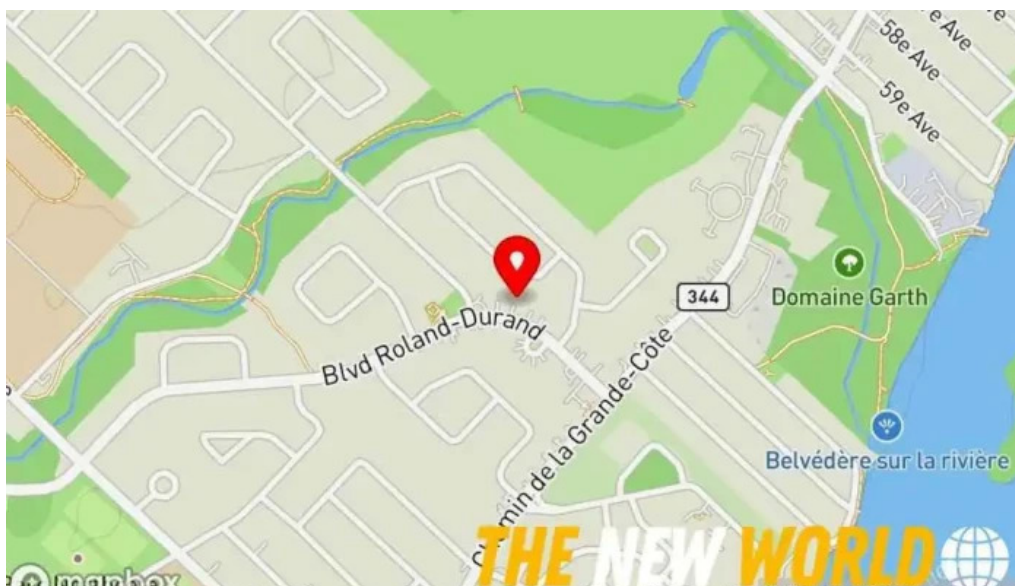 e Ave
58e Ave
59e Ave
344
Domaine Garth
Blvd Roland-Durand
Chemin de la Grande-Côte
Belvédère sur la rivière
THE NEW WORLD
mapbox